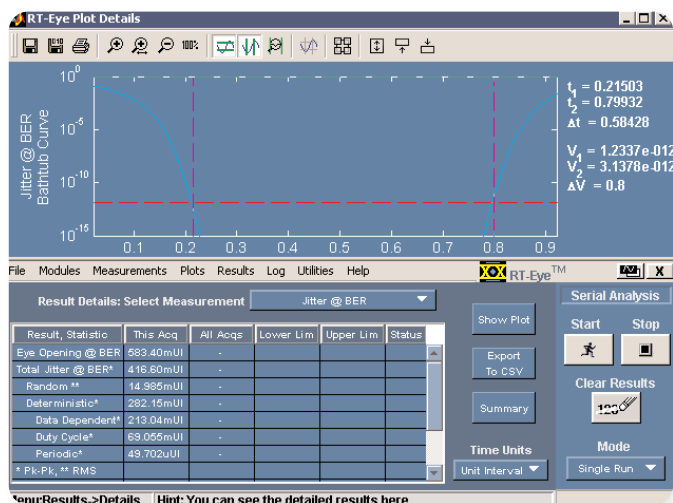 RT-Eye Plot Details
100%
Jitter @ BER
Bathtub Curve
10^0
10^-5
10^-10
10^-15
0.1 0.2 0.3 0.4 0.5 0.6 0.7 0.8 0.9
t1 = 0.21503
t2 = 0.79932
Δt = 0.58428
V1 = 1.2337e-012
V2 = 3.1378e-012
ΔV = 0.8
File Modules Measurements Plots Results Log Utilities Help
RT-Eye™
X
Result Details: Select Measurement Jitter @ BER
Result, Statistic This Acq All Acqs Lower Lim Upper Lim Status
Eye Opening @ BER 583.40mUI -
Total Jitter @ BER* 416.60mUI -
Random ** 14.985mUI -
Deterministic* 282.15mUI -
Data Dependent* 213.04mUI -
Duty Cycle* 69.055mUI -
Periodic* 49.702uUI -
* Pk-Pk, ** RMS
Show Plot
Export
To CSV
Summary
Time Units
Unit Interval
Serial Analysis
Start Stop
Clear Results
123
Mode
Single Run
Menu:Results->Details Hint: You can see the detailed results here